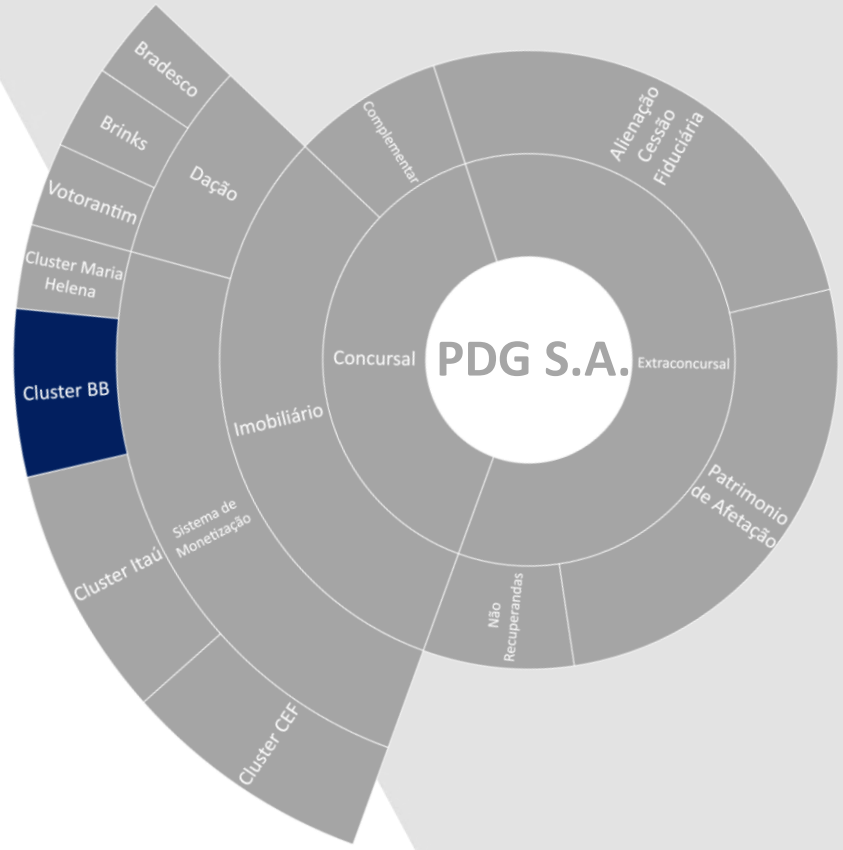 Bradesco
Brinks
Votorantim
Cluster Maria
Helena
Cluster BB
Cluster Itaú
Cluster CEF
Dação
Sistema de
Monetização
Imobiliário
Complementar
Concursal
PDG S.A.
Extraconcursal
Alienação
Cessão
Fiduciária
Patrimonio
de Afetação
Não
Recuperandas